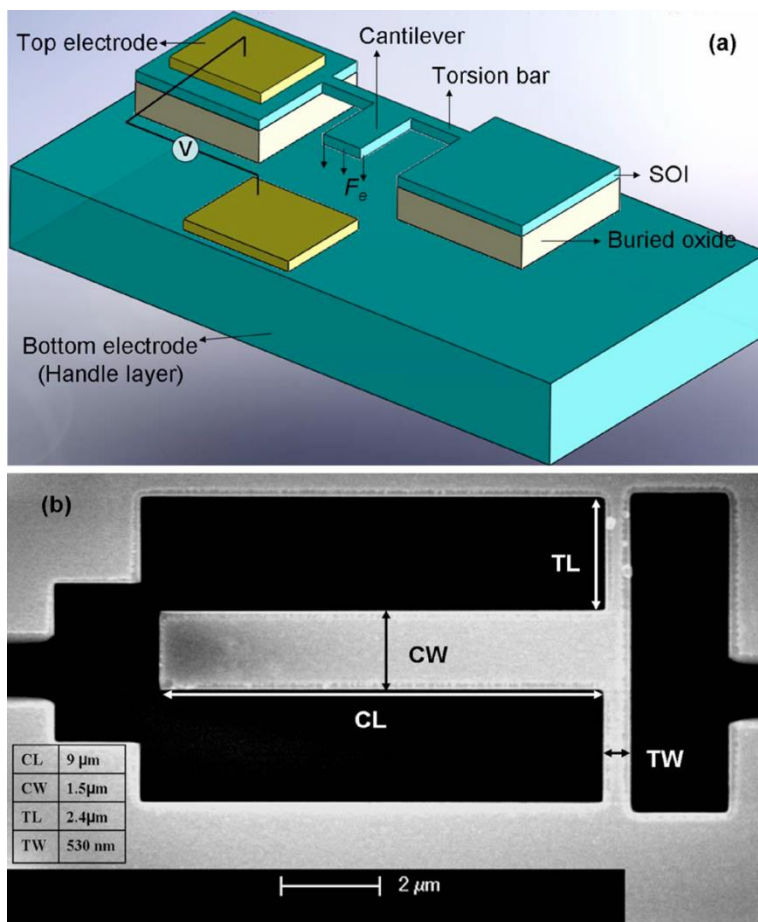 (a)
Top electrode
Cantilever
Torsion bar
V
Fe
SOI
Buried oxide
Bottom electrode
(Handle layer)
(b)
TL
CW
CL
TW
CL 9 μm
CW 1.5μm
TL 2.4μm
TW 530 nm
2 μm